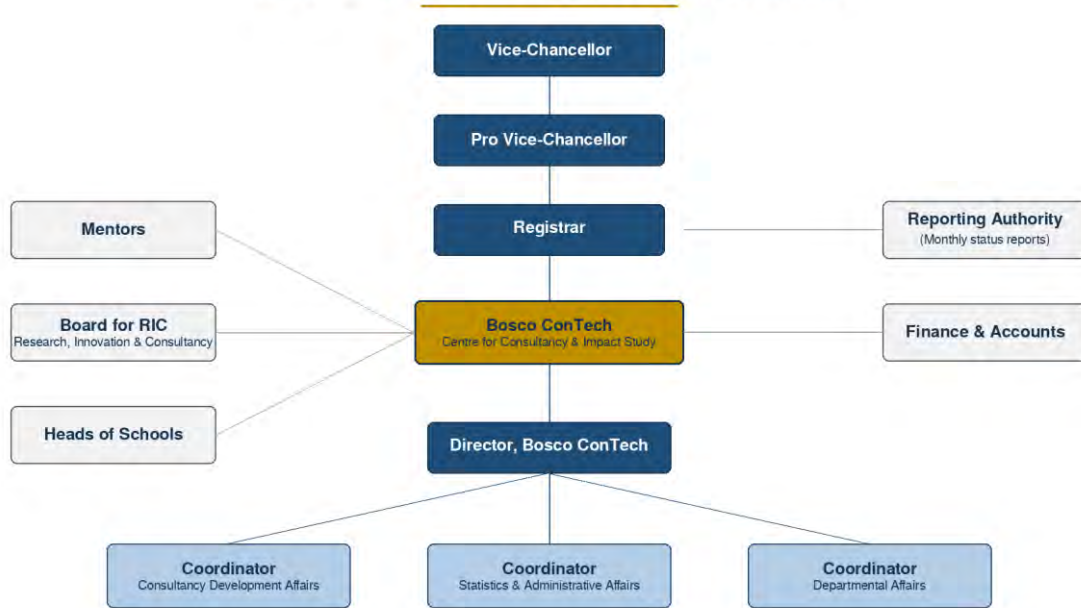 Vice-Chancellor
Pro Vice-Chancellor
Registrar
Mentors
Reporting Authority
(Monthly status reports)
Board for RIC
Research, Innovation & Consultancy
Bosco ConTech
Centre for Consultancy & Impact Study
Finance & Accounts
Heads of Schools
Director, Bosco ConTech
Coordinator
Consultancy Development Affairs
Coordinator
Statistics & Administrative Affairs
Coordinator
Departmental Affairs